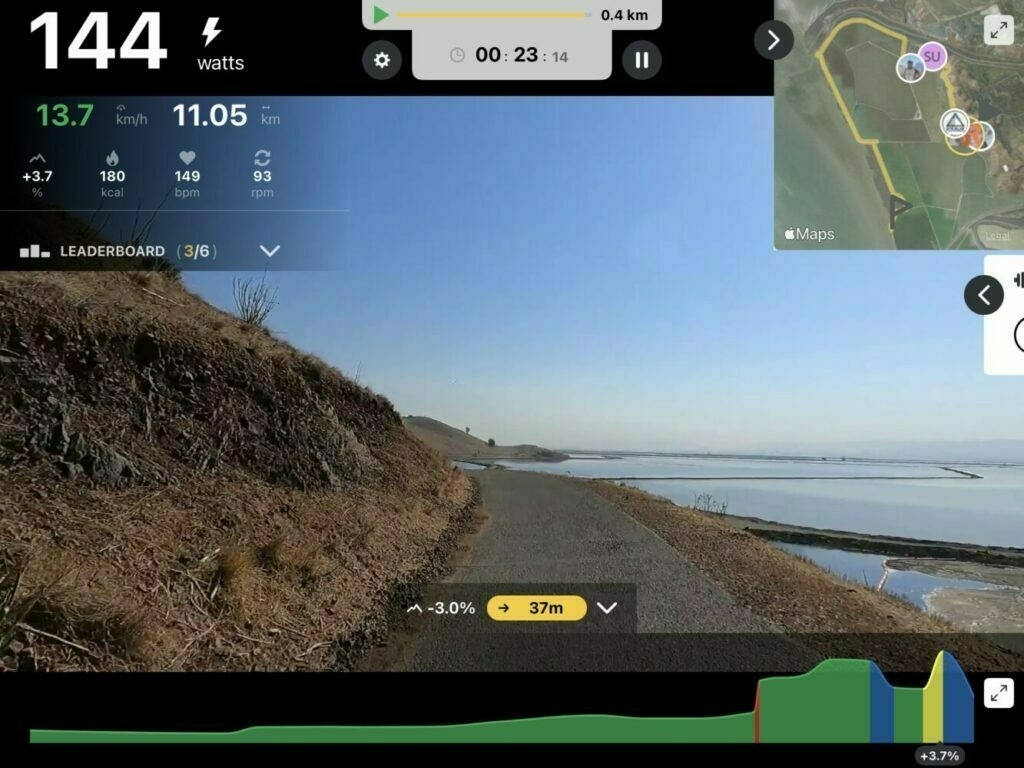 144
watts
0.4 km
00 : 23 : 14
SU
13.7 km/h 11.05 km
+3.7 180 149 93
% kcal bpm rpm
LEADERBOARD (3/6)
Maps
Legal
-3.0% → 37m
+3.7%